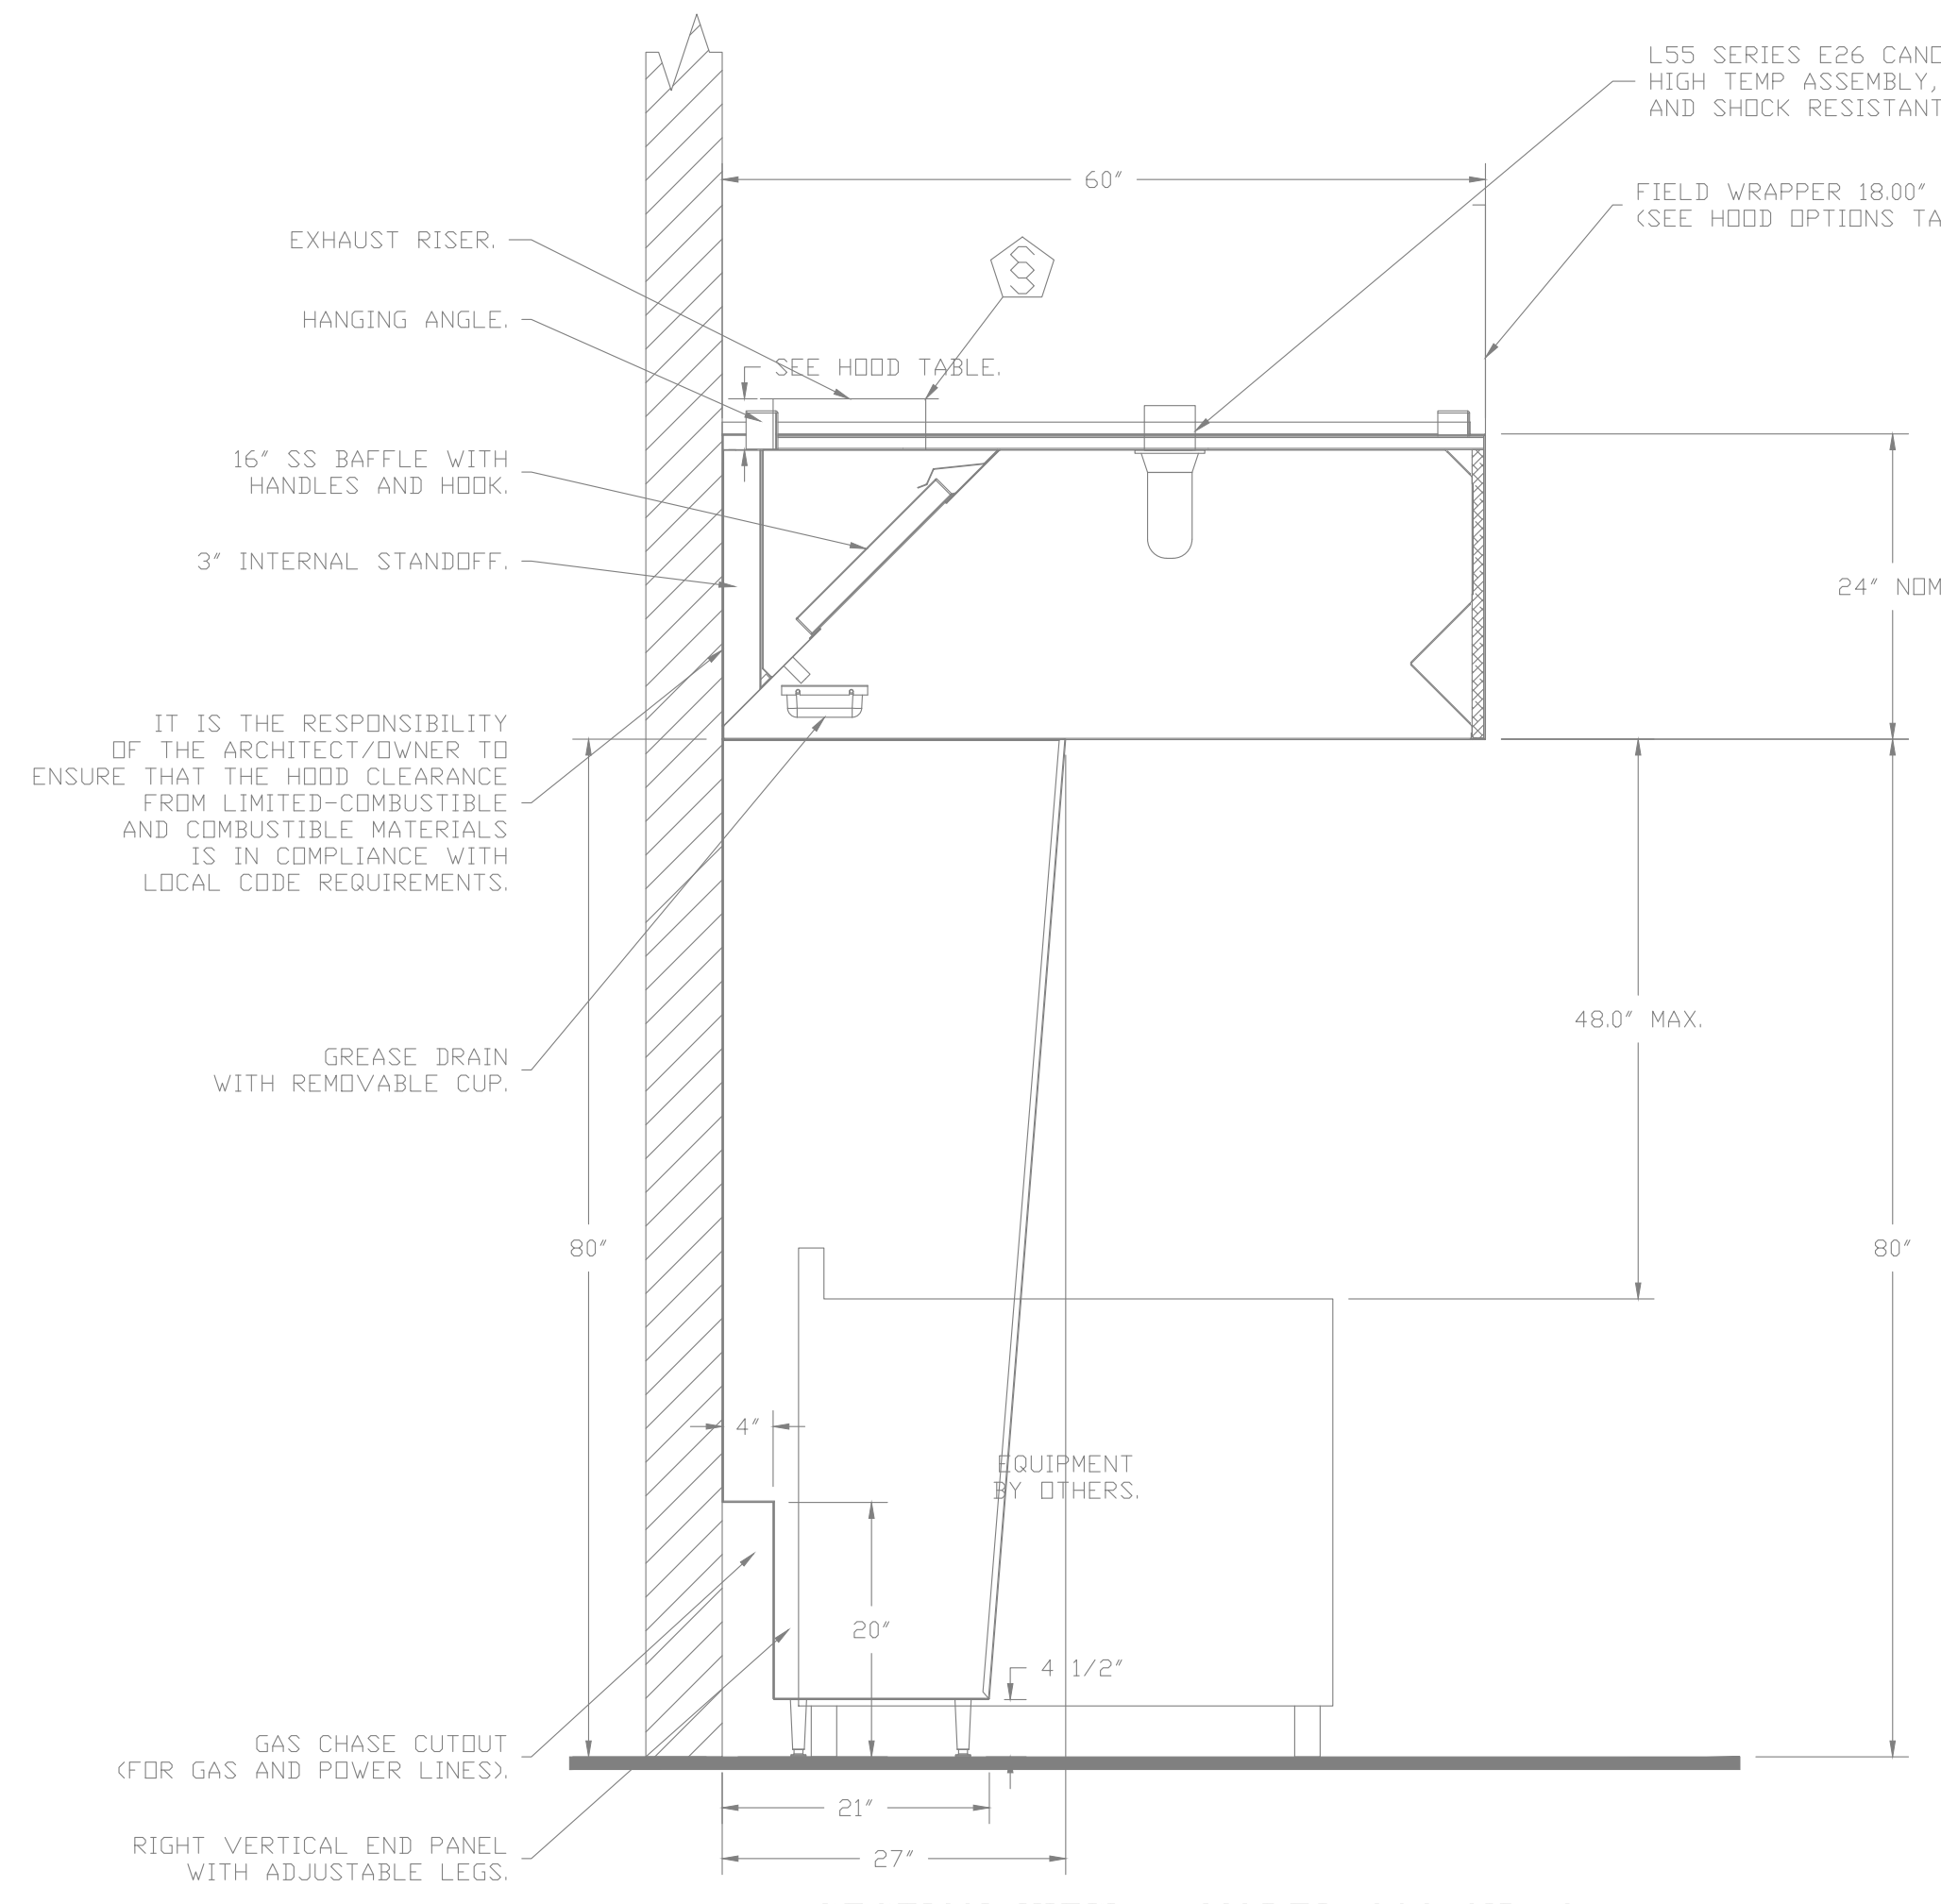 L55 SERIES E26
HIGH TEMP ASSEMBLY,
AND SHOCK RESISTANT
60"
FIELD WRAPPER 18.00"
(SEE HOOD OPTIONS
EXHAUST RISER.
HANGING ANGLE.
SEE HOOD TABLE.
16" SS BAFFLE WITH
HANDLES AND HOOK.
3" INTERNAL STANDOFF.
24"
IT IS THE RESPONSIBILITY
OF THE ARCHITECT/OWNER TO
ENSURE THAT THE HOOD CLEARANCE
FROM LIMITED-COMBUSTIBLE
AND COMBUSTIBLE MATERIALS
IS IN COMPLIANCE WITH
LOCAL CODE REQUIREMENTS.
48.0" MAX.
GREASE DRAIN
WITH REMOVABLE CUP.
80"
80"
4"
EQUIPMENT
BY OTHERS.
20"
4 1/2"
GAS CHASE CUTOUT
(FOR GAS AND POWER LINES).
21"
RIGHT VERTICAL END PANEL
WITH ADJUSTABLE LEGS.
27"